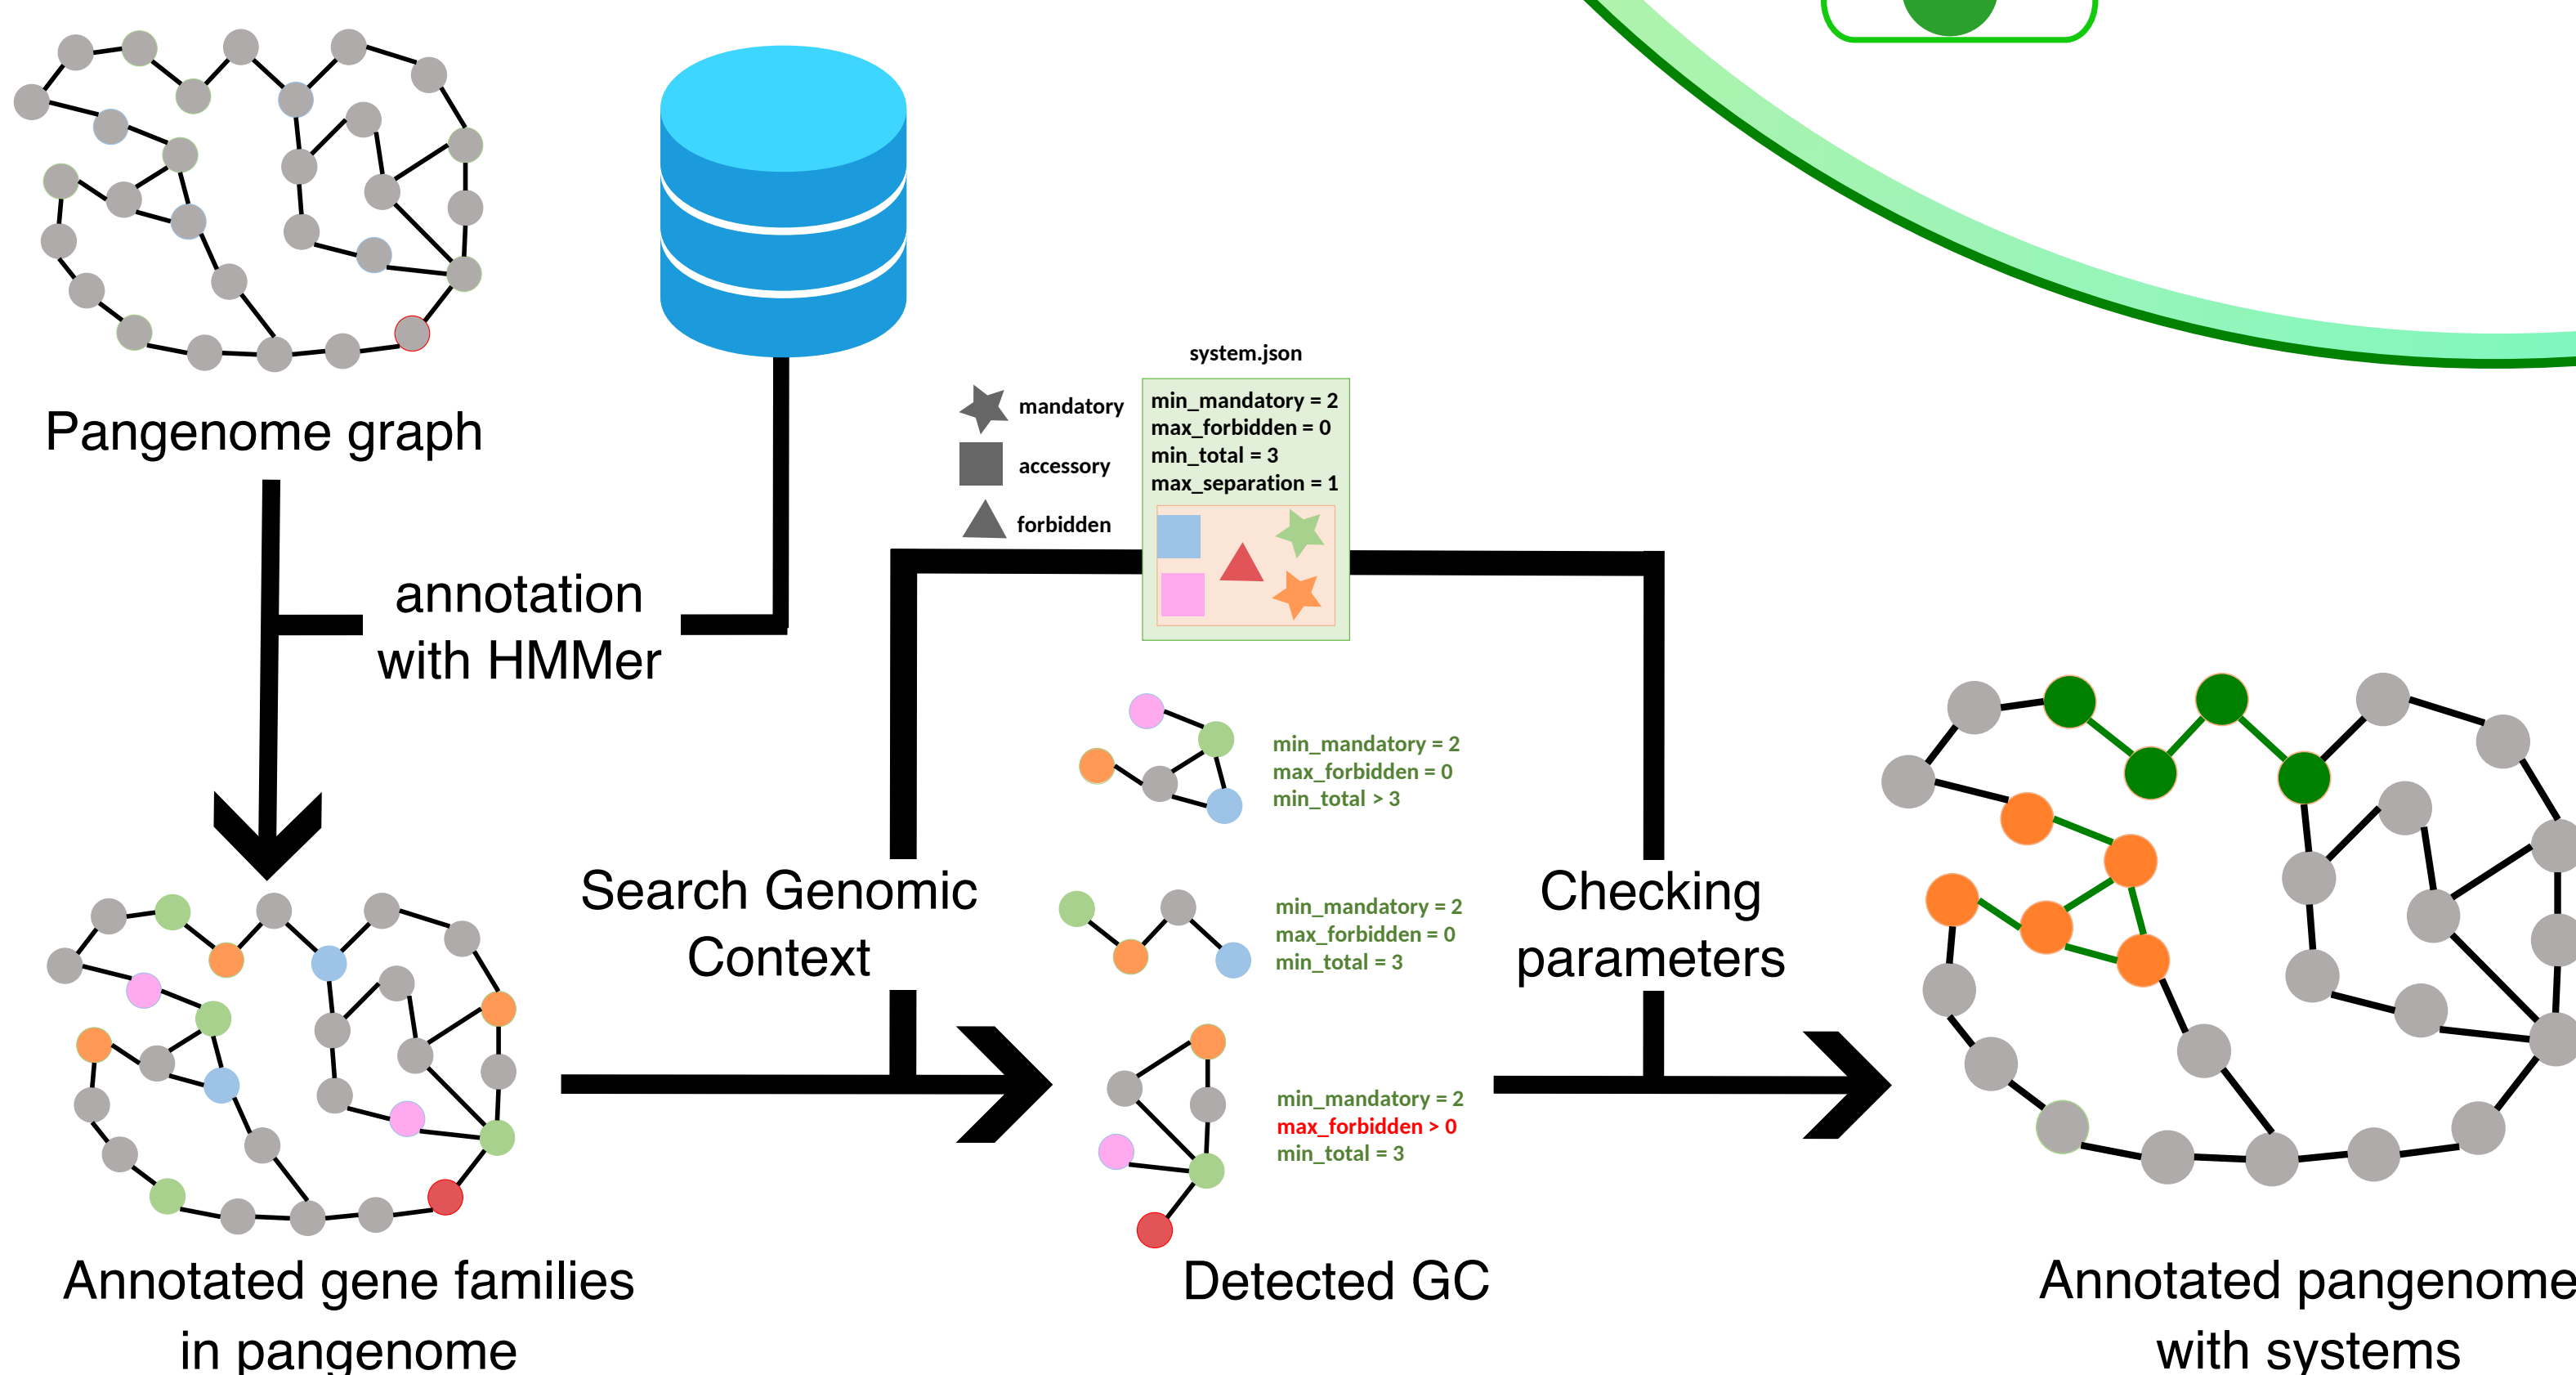 Pangenome graph
annotation
with HMMer
system.json
mandatory
accessory
forbidden
min_mandatory = 2
max_forbidden = 0
min_total = 3
max_separation = 1
min_mandatory = 2
max_forbidden = 0
min_total > 3
Search Genomic
Context
min_mandatory = 2
max_forbidden = 0
min_total = 3
Checking
parameters
min_mandatory = 2
max_forbidden > 0
min_total = 3
Annotated gene families
in pangenome
Detected GC
Annotated pangenome
with systems